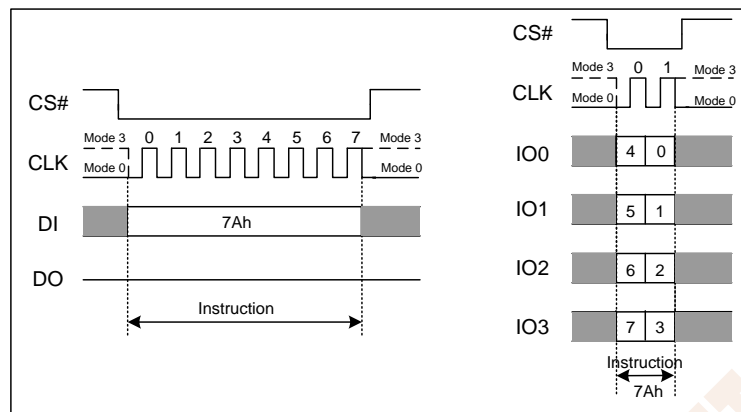 CS#
Mode 3 0 1 2 3 4 5 6 7 Mode 3
CLK
Mode 0 Mode 0
DI
7Ah
DO
Instruction
CS#
Mode 3 0 1 Mode 3
CLK
Mode 0 Mode 0
IO0 4 0
IO1 5 1
IO2 6 2
IO3 7 3
Instruction
7Ah